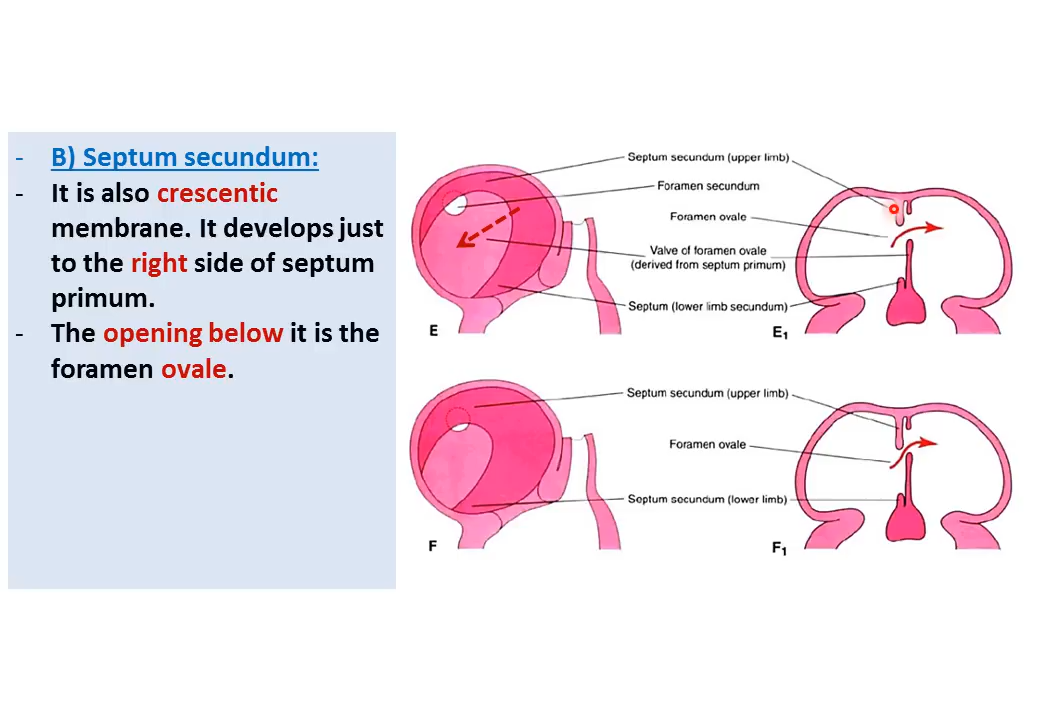 - B) Septum secundum:
- It is also crescentic
membrane. It develops just
to the right side of septum
primum.
- The opening below it is the
foramen ovale.
Septum secundum (upper limb)
Foramen secundum
Foramen ovale
Valve of foramen ovale
(derived from septum primum)
Septum (lower limb secundum)
E
E1
Septum secundum (upper limb)
Foramen ovale
Septum secundum (lower limb)
F
F1